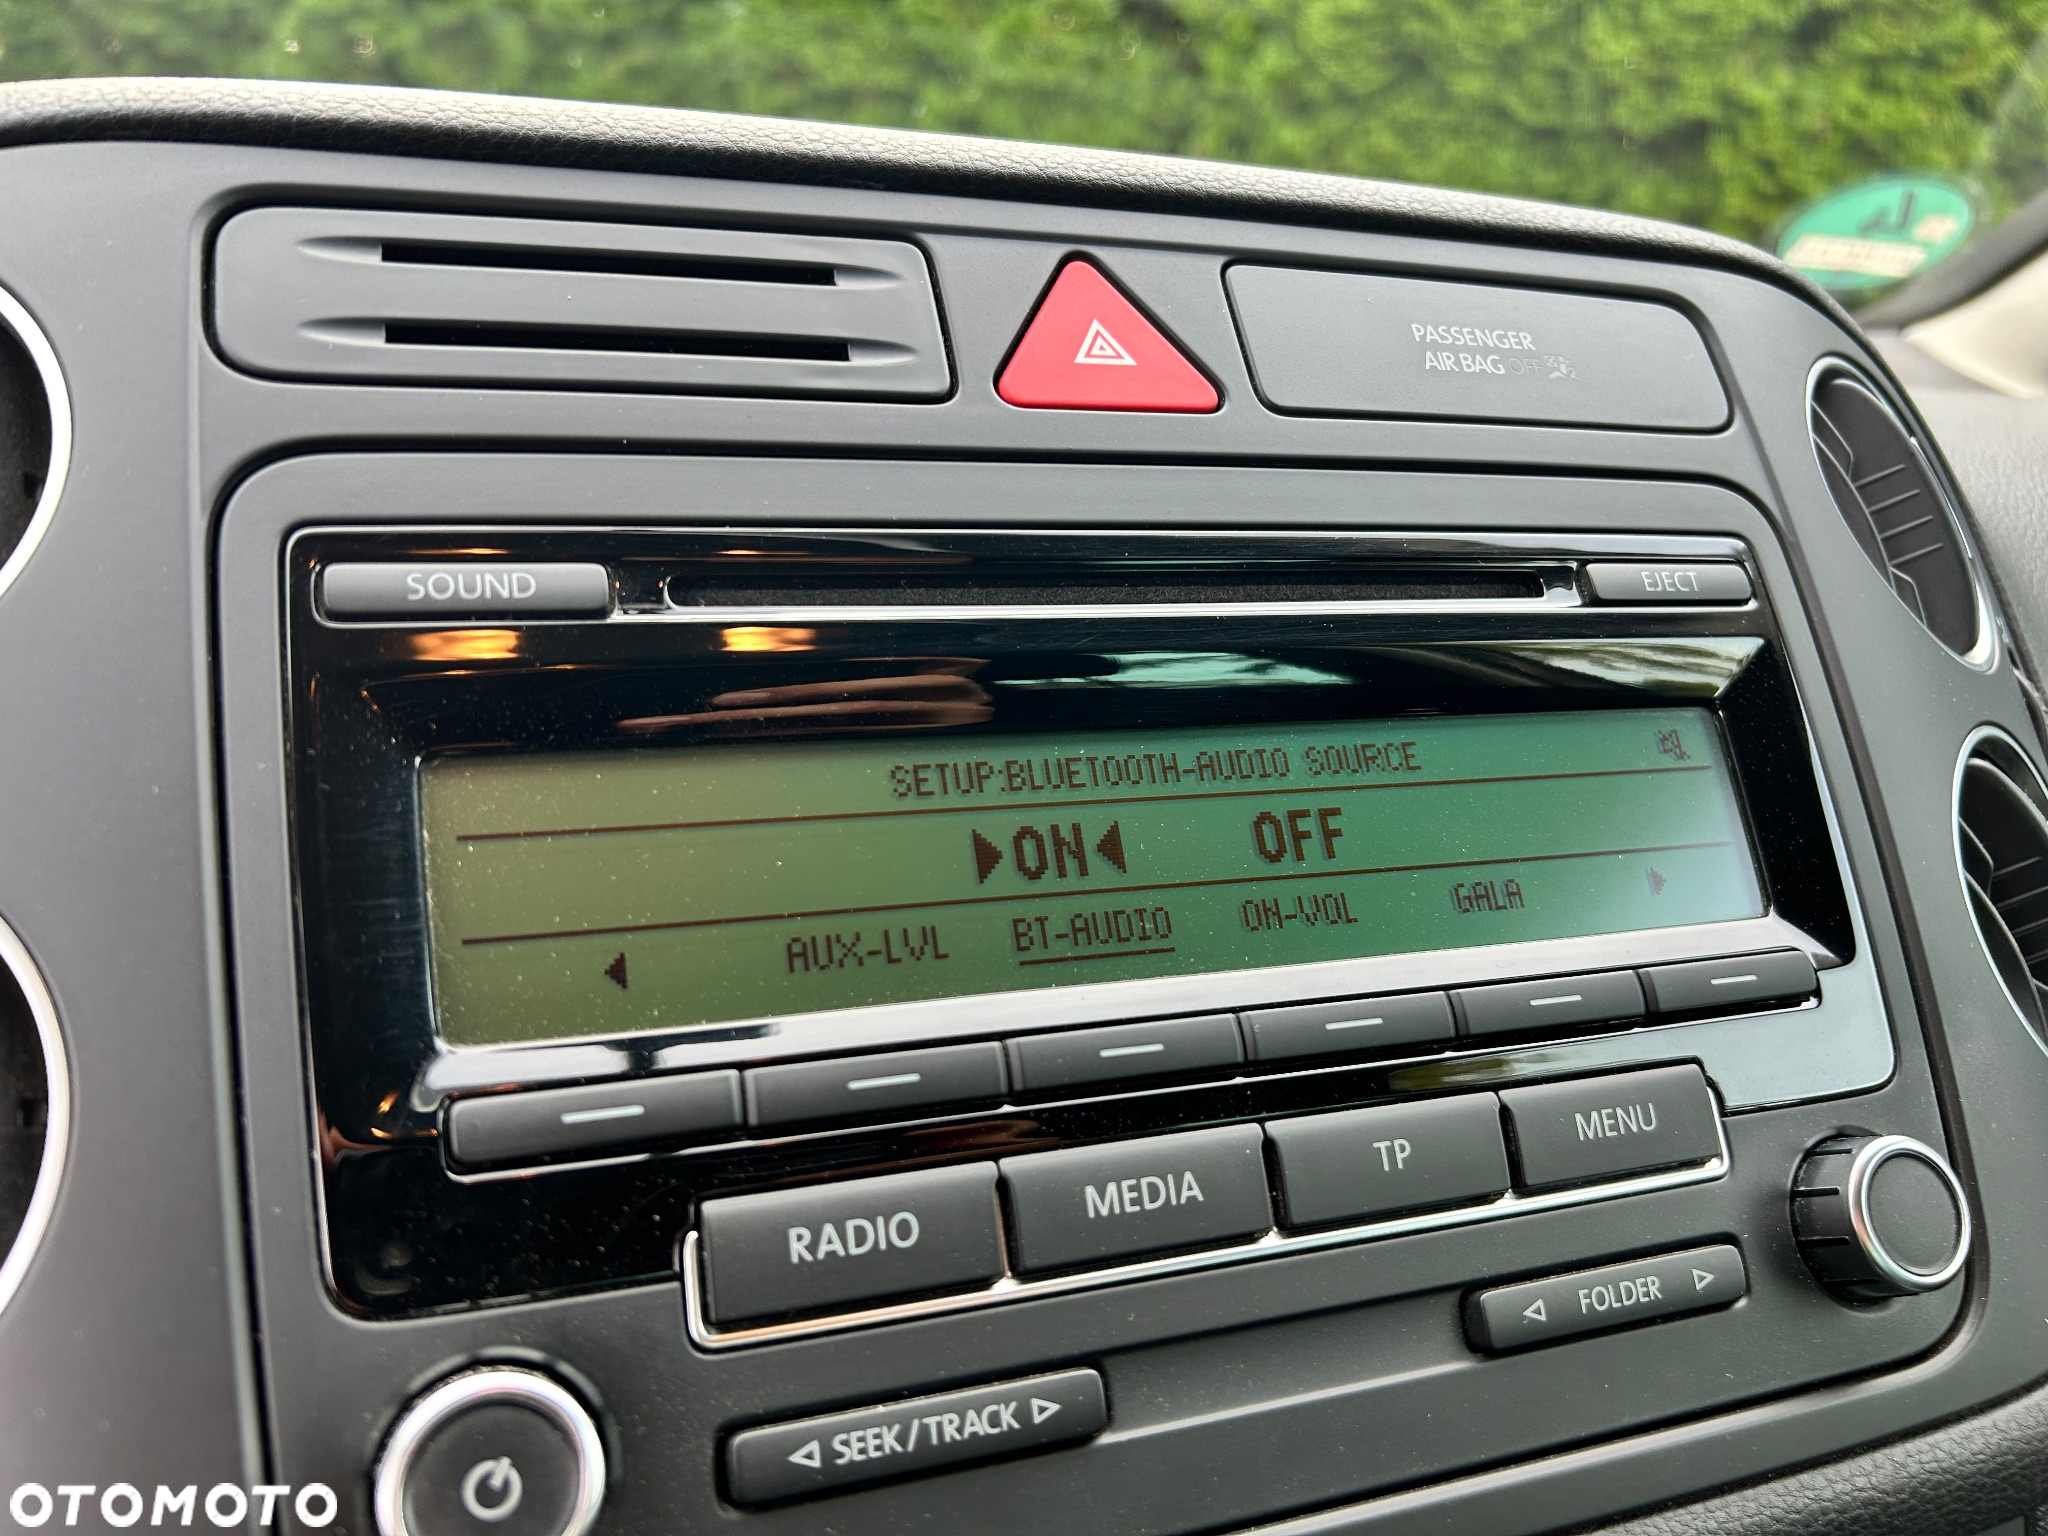 PASSENGER
AIR BAG OFF
SOUND
EJECT
SETUP:BLUETOOTH-AUDIO SOURCE
ON OFF
AUX-LVL BT-AUDIO ON-VOL GALA
RADIO MEDIA TP MENU
FOLDER
SEEK/TRACK
OTOMOTO